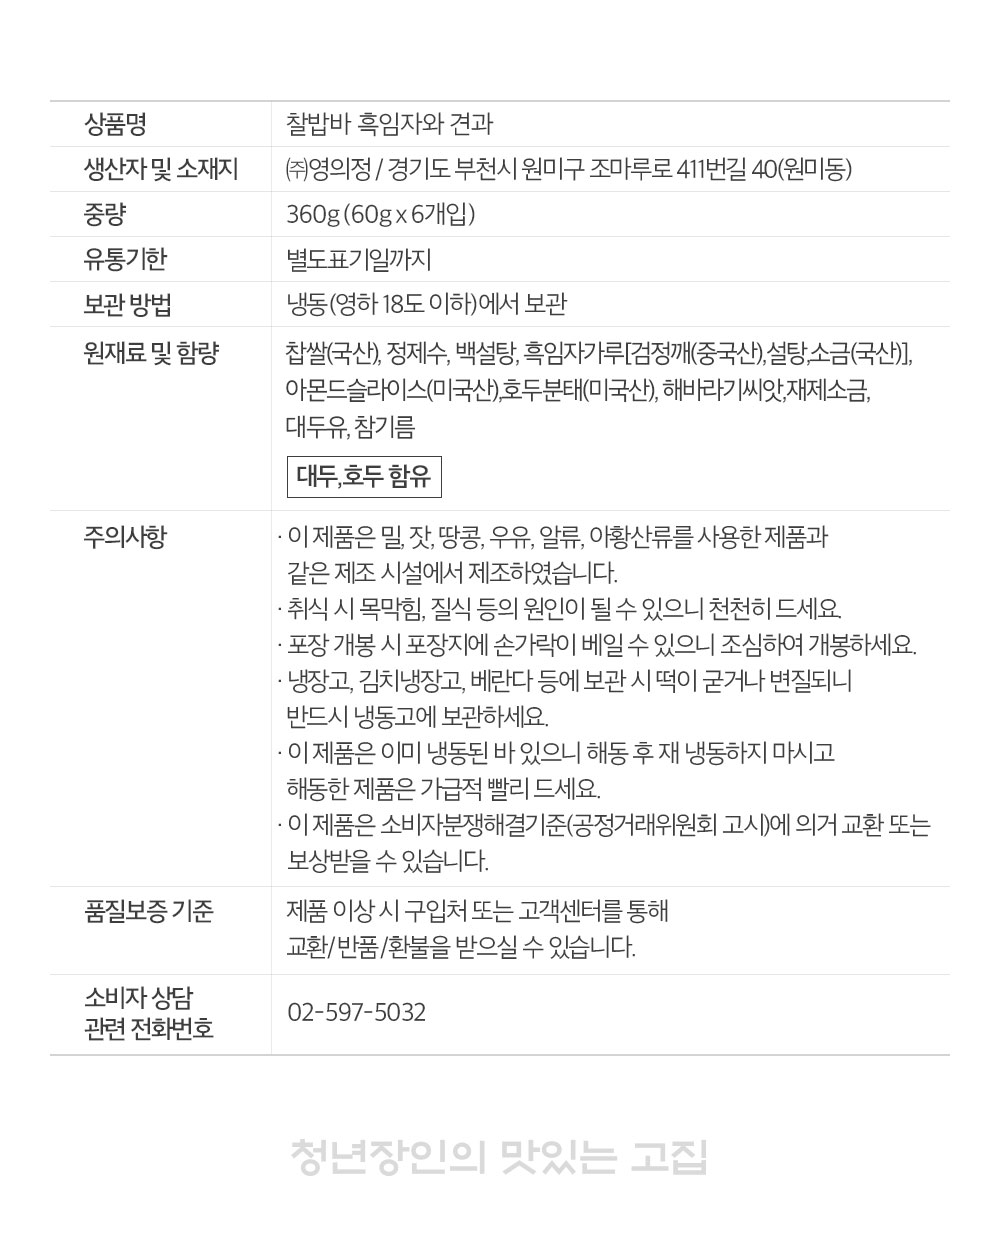 상품명 찰밥바 흑임자와 견과
생산자 및 소재지 ㈜영의정 / 경기도 부천시 원미구 조마루로 411번길 40(원미동)
중량 360g (60g x 6개입)
유통기한 별도표기일까지
보관 방법 냉동(영하 18도 이하)에서 보관
원재료 및 함량 찹쌀(국산), 정제수, 백설탕, 흑임자가루[검정깨(중국산),설탕,소금(국산)],
아몬드슬라이스(미국산),호두분태(미국산), 해바라기씨앗,재제소금,
대두유, 참기름
대두,호두 함유
주의사항 · 이 제품은 밀, 잣, 땅콩, 우유, 알류, 아황산류를 사용한 제품과
같은 제조 시설에서 제조하였습니다.
· 취식 시 목막힘, 질식 등의 원인이 될 수 있으니 천천히 드세요.
· 포장 개봉 시 포장지에 손가락이 베일 수 있으니 조심하여 개봉하세요.
· 냉장고, 김치냉장고, 베란다 등에 보관 시 떡이 굳거나 변질되니
반드시 냉동고에 보관하세요.
· 이 제품은 이미 냉동된 바 있으니 해동 후 재 냉동하지 마시고
해동한 제품은 가급적 빨리 드세요.
· 이 제품은 소비자분쟁해결기준(공정거래위원회 고시)에 의거 교환 또는
보상받을 수 있습니다.
품질보증 기준 제품 이상 시 구입처 또는 고객센터를 통해
교환/반품/환불을 받으실 수 있습니다.
소비자 상담
관련 전화번호 02-597-5032
청년장인의 맛있는 고집